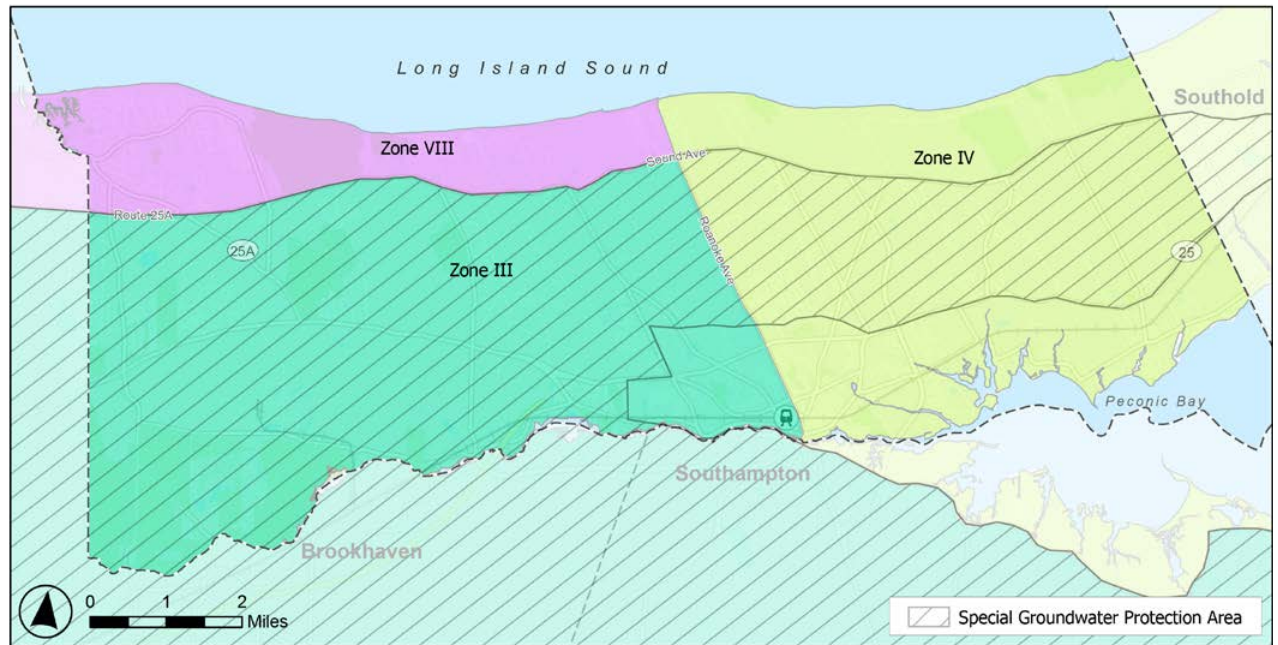 Long Island Sound
Southold
Zone VIII
Sound Ave
Zone IV
Route 25A
25A
Roanoke Ave
25
Zone III
Peconic Bay
Southampton
Brookhaven
0 1 2
Miles
Special Groundwater Protection Area